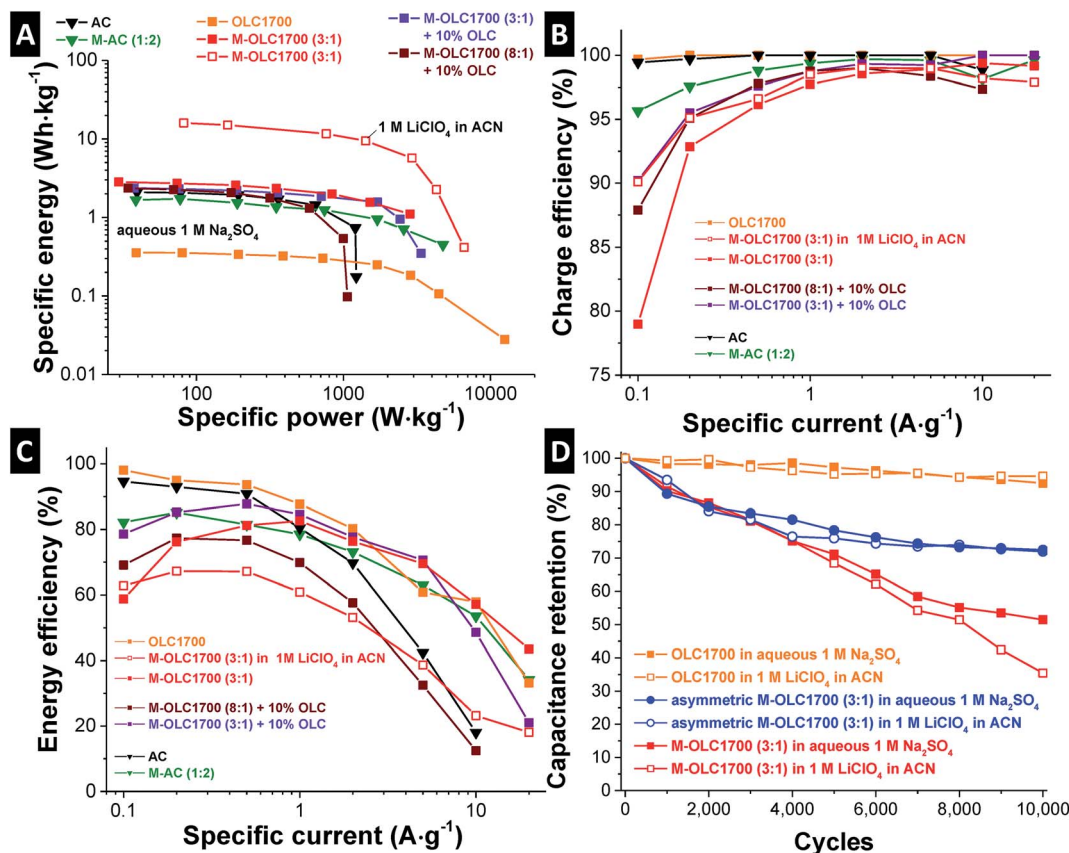 A
AC
M-AC (1:2)
OLC1700
M-OLC1700 (3:1)
M-OLC1700 (3:1)
M-OLC1700 (3:1)
+ 10% OLC
M-OLC1700 (8:1)
+ 10% OLC
Specific energy (Wh·kg⁻¹)
100
10
1
0.1
0.01
1 M LiClO₄ in ACN
aqueous 1 M Na₂SO₄
100
1000
10000
Specific power (W·kg⁻¹)
B
Charge efficiency (%)
100
95
90
85
80
75
OLC1700
M-OLC1700 (3:1) in 1M LiClO₄ in ACN
M-OLC1700 (3:1)
M-OLC1700 (8:1) + 10% OLC
M-OLC1700 (3:1) + 10% OLC
AC
M-AC (1:2)
0.1
1
10
Specific current (A·g⁻¹)
C
Energy efficiency (%)
100
80
60
40
20
0
OLC1700
M-OLC1700 (3:1) in 1M LiClO₄ in ACN
M-OLC1700 (3:1)
M-OLC1700 (8:1) + 10% OLC
M-OLC1700 (3:1) + 10% OLC
AC
M-AC (1:2)
0.1
1
10
Specific current (A·g⁻¹)
D
Capacitance retention (%)
100
90
80
70
60
50
40
30
20
10
0
OLC1700 in aqueous 1 M Na₂SO₄
OLC1700 in 1 M LiClO₄ in ACN
asymmetric M-OLC1700 (3:1) in aqueous 1 M Na₂SO₄
asymmetric M-OLC1700 (3:1) in 1 M LiClO₄ in ACN
M-OLC1700 (3:1) in aqueous 1 M Na₂SO₄
M-OLC1700 (3:1) in 1 M LiClO₄ in ACN
0
2,000
4,000
6,000
8,000
10,000
Cycles